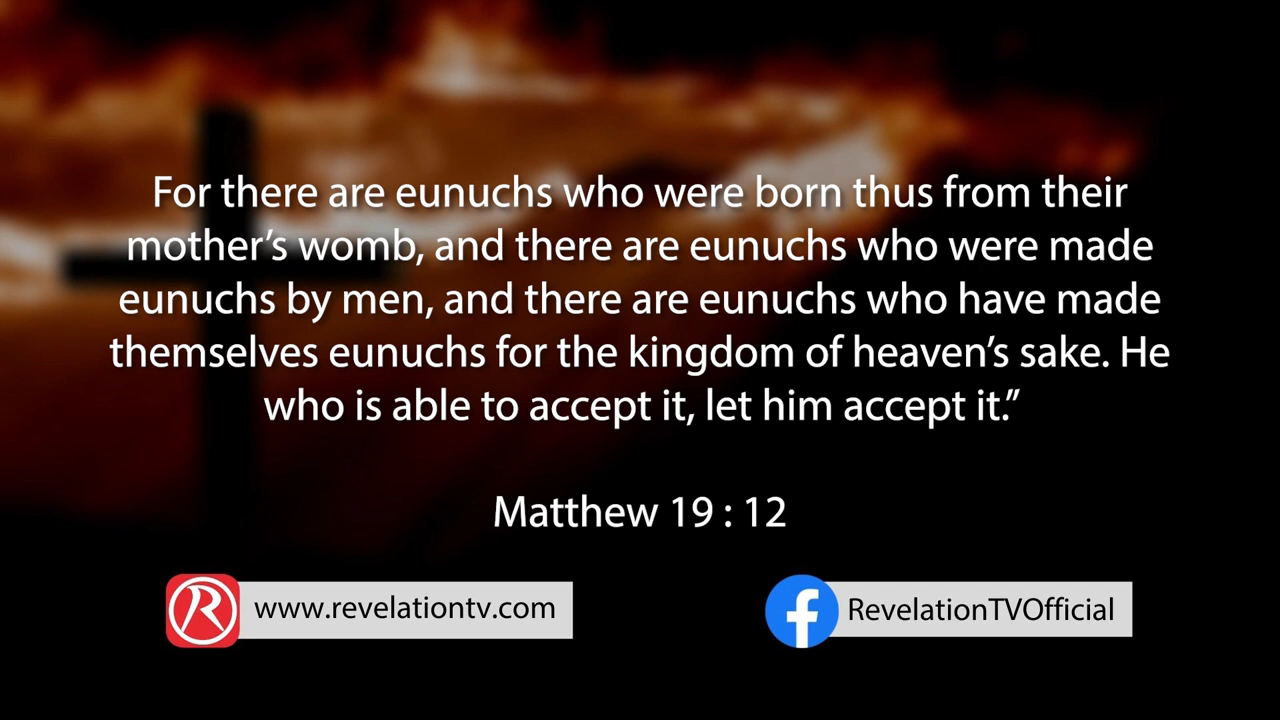 For there are eunuchs who were born thus from their
mother’s womb, and there are eunuchs who were made
eunuchs by men, and there are eunuchs who have made
themselves eunuchs for the kingdom of heaven’s sake. He
who is able to accept it, let him accept it.”
Matthew 19 : 12
www.revelationtv.com
RevelationTVOfficial